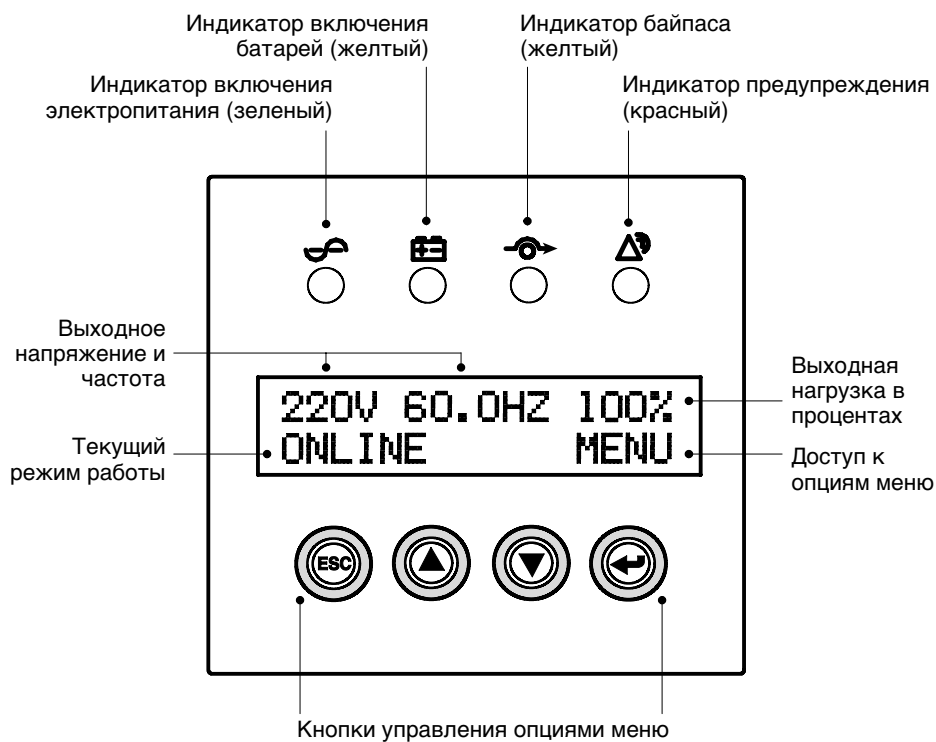 Индикатор включения
батарей (желтый)
Индикатор байпаса
(желтый)
Индикатор включения
электропитания (зеленый)
Индикатор предупреждения
(красный)
Выходное
напряжение и
частота
220V 60.0HZ 100%
ONLINE MENU
Выходная
нагрузка в
процентах
Текущий
режим работы
Доступ к
опциям меню
ESC
Кнопки управления опциями меню